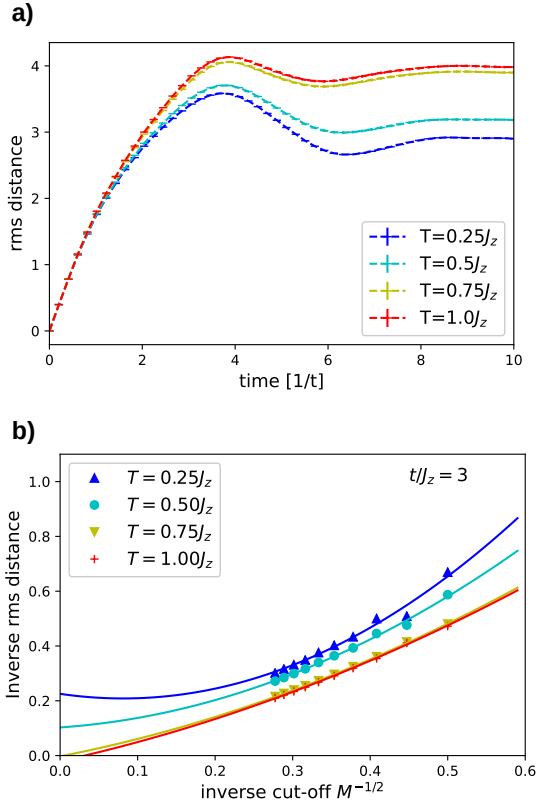 a)
4
3
2
1
0
rms distance
T=0.25J_z
T=0.5J_z
T=0.75J_z
T=1.0J_z
0 2 4 6 8 10
time [1/t]
b)
1.0
0.8
0.6
0.4
0.2
0.0
Inverse rms distance
T = 0.25J_z
T = 0.50J_z
T = 0.75J_z
T = 1.00J_z
t/J_z = 3
0.0 0.1 0.2 0.3 0.4 0.5 0.6
inverse cut-off M^{-1/2}